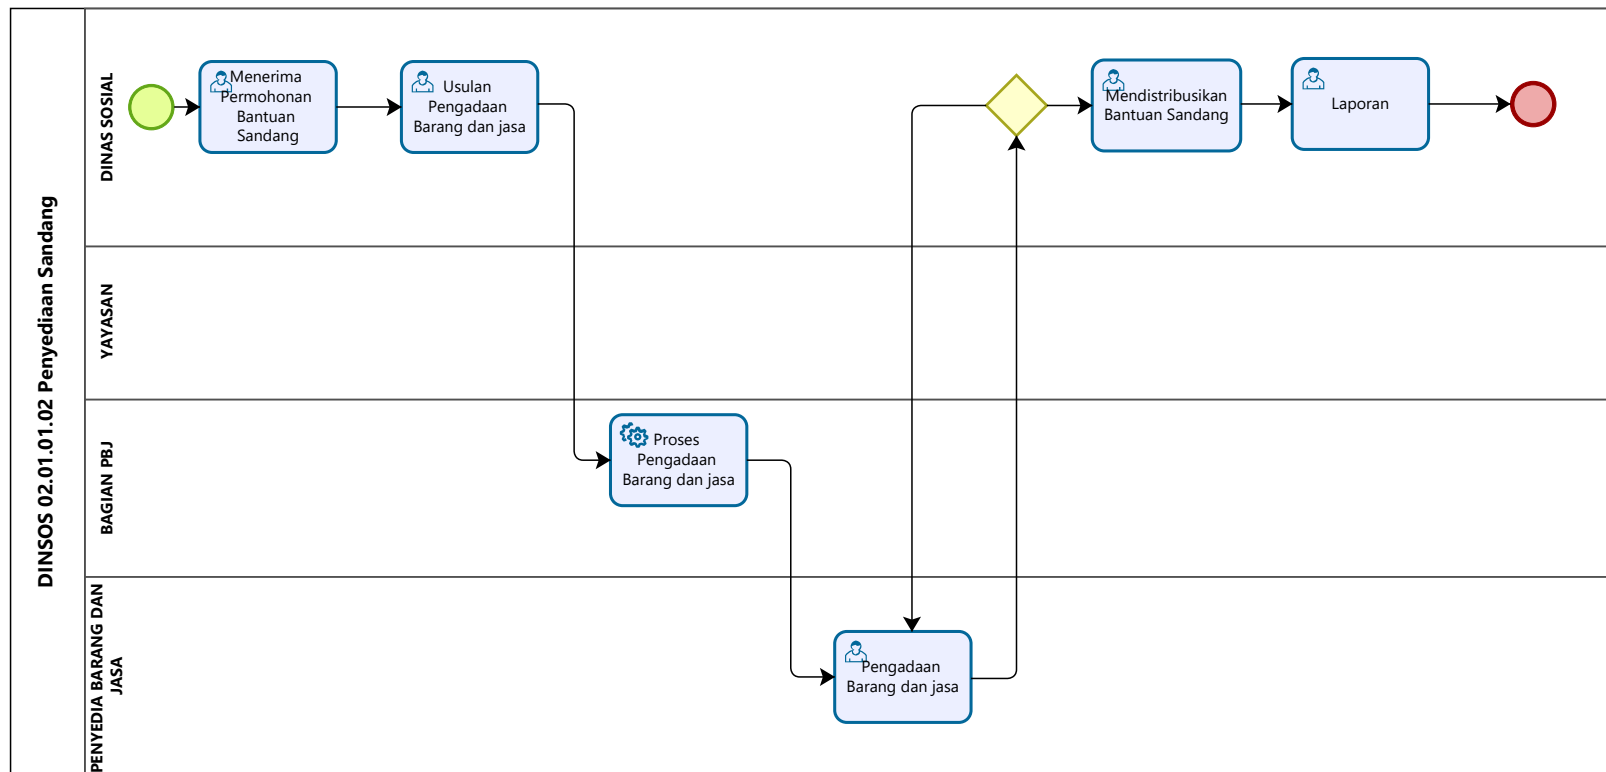 DINSOS 02.01.01.02 Penyediaan Sandang
DINAS SOSIAL
Menerima
Permohonan
Bantuan
Sandang
Usulan
Pengadaan
Barang dan jasa
Mendistribusikan
Bantuan Sandang
Laporan
YAYASAN
BAGIAN PBJ
Proses
Pengadaan
Barang dan jasa
PENYEDIA BARANG DAN
JASA
Pengadaan
Barang dan jasa